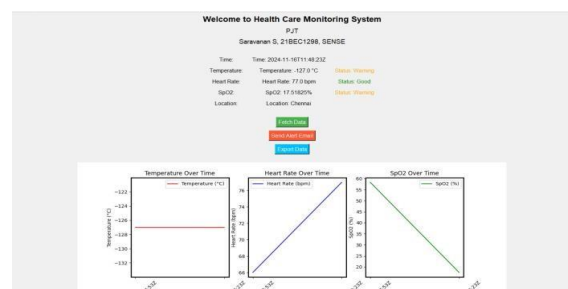 Welcome to Health Care Monitoring System
PJT
Saravanan S, 21BEC1298, SENSE
Time: Time: 2024-11-16T11:48:23Z
Temperature Temperature: -127.0 °C Status: Warning
Heart Rate: Heart Rate: 77.0 bpm Status: Good
SpO2 SpO2: 17.51825% Status: Warning
Location Location: Chennai
Fetch Data
Send Alert Email
Export Data
Temperature Over Time
Temperature (°C)
Temperature (°C)
−122
−124
−126
−128
−130
−132
Heart Rate Over Time
Heart Rate (bpm)
Heart Rate (bpm)
76
74
72
70
68
66
SpO2 Over Time
SpO2 (%)
SpO2 (%)
60
55
50
45
40
35
30
25
20